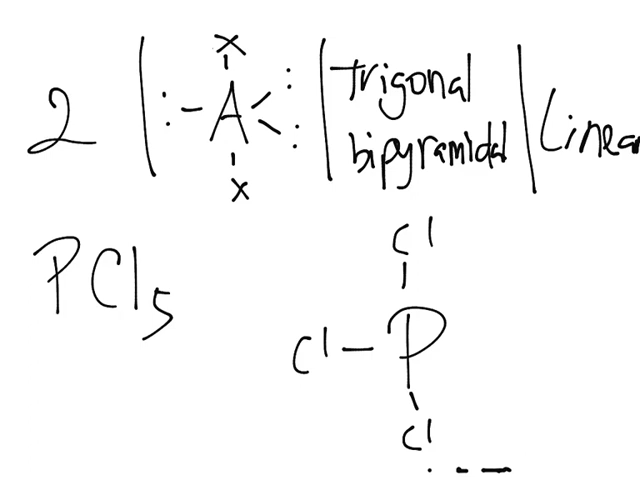 X
2 | : - A < : : | Trigonal bipyramidal | Linear
X
PCl5
Cl
Cl - P
Cl